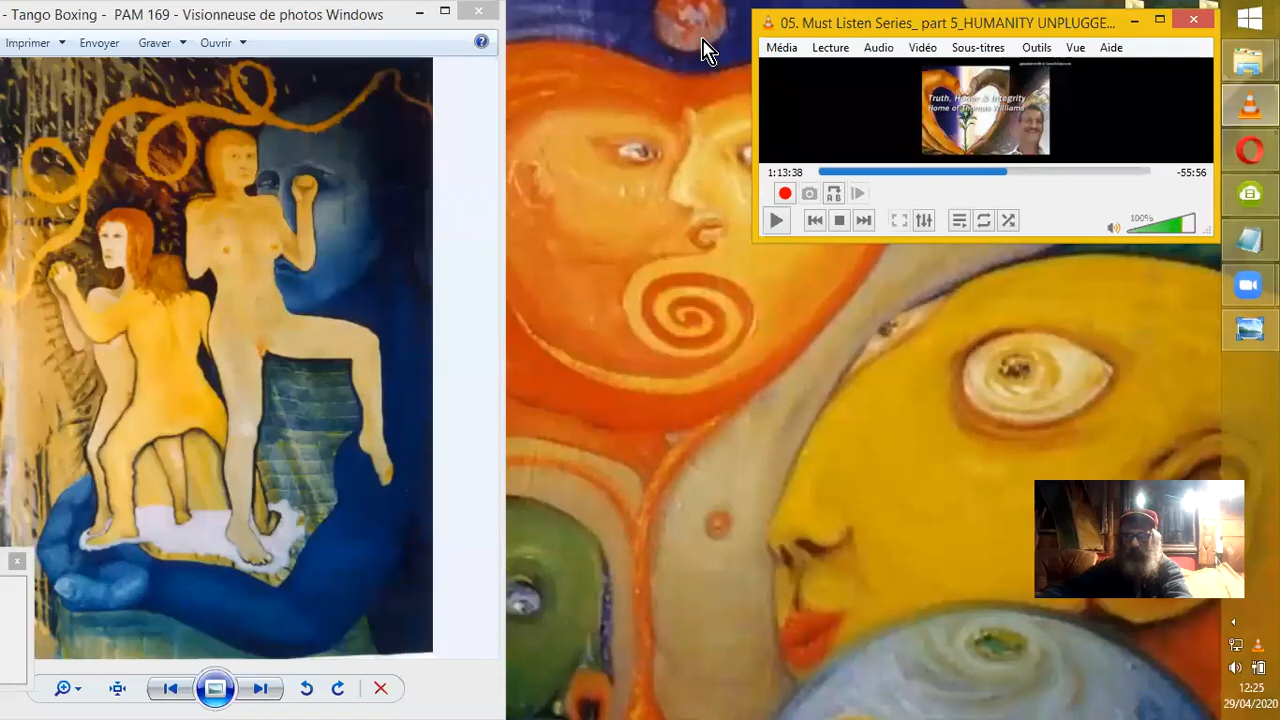 - Tango Boxing - PAM 169 - Visionneuse de photos Windows
Imprimer Envoyer Graver Ouvrir
05. Must Listen Series_ part 5_HUMANITY UNPLUGGE...
Média Lecture Audio Vidéo Sous-titres Outils Vue Aide
Truth, Honor & Integrity
Home of Thomas Williams
1:13:38 -55:56
A B
100%
12:25
29/04/2020